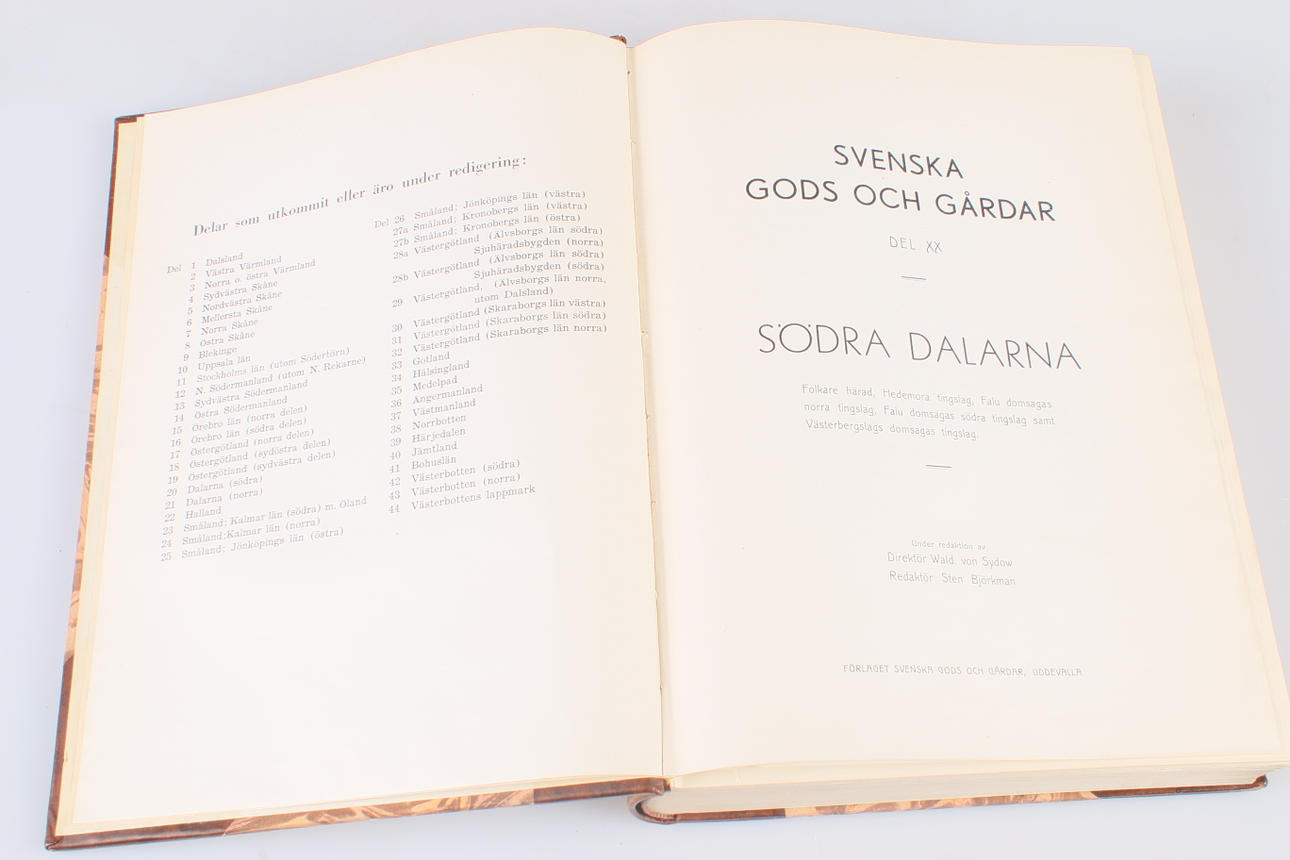 Delar som utkommit eller äro under redigering:
Del 1 Dalsland
2 Västra Värmland
3 Norra o. östra Värmland
4 Sydvästra Skåne
5 Nordvästra Skåne
6 Mellersta Skåne
7 Norra Skåne
8 Östra Skåne
9 Blekinge
10 Uppsala län
11 Stockholms län (utom Södertörn)
12 N. Södermanland (utom N. Rekarne)
13 Sydvästra Södermanland
14 Östra Södermanland
15 Örebro län (norra delen)
16 Örebro län (södra delen)
17 Östergötland (norra delen)
18 Östergötland (sydöstra delen)
19 Östergötland (sydvästra delen)
20 Dalarna (södra)
21 Dalarna (norra)
22 Halland
23 Småland; Kalmar län (södra) m. Öland
24 Småland;Kalmar län (norra)
25 Småland; Jönköpings län (östra)
Del 26 Småland; Jönköpings län (västra)
27a Småland; Kronobergs län (västra)
27b Småland; Kronobergs län (östra)
28a Västergötland (Älvsborgs län södra)
Sjuhäradsbygden (norra)
28b Västergötland (Älvsborgs län södra)
Sjuhäradsbygden (södra)
29 Västergötland, (Älvsborgs län norra,
utom Dalsland)
30 Västergötland (Skaraborgs län västra)
31 Västergötland (Skaraborgs län södra)
32 Västergötland (Skaraborgs län norra)
33 Gotland
34 Hälsingland
35 Medelpad
36 Ångermanland
37 Västmanland
38 Norrbotten
39 Härjedalen
40 Jämtland
41 Bohuslän
42 Västerbotten (södra)
43 Västerbotten (norra)
44 Västerbottens lappmark
SVENSKA
GODS OCH GÅRDAR
DEL XX
SÖDRA DALARNA
Folkare härad, Hedemora tingslag, Falu domsagas
norra tingslag, Falu domsagas södra tingslag samt
Västerbergslags domsagas tingslag.
Under redaktion av
Direktör Wald. von Sydow
Redaktör Sten Björkman
FÖRLAGET SVENSKA GODS OCH GÅRDAR, UDDEVALLA